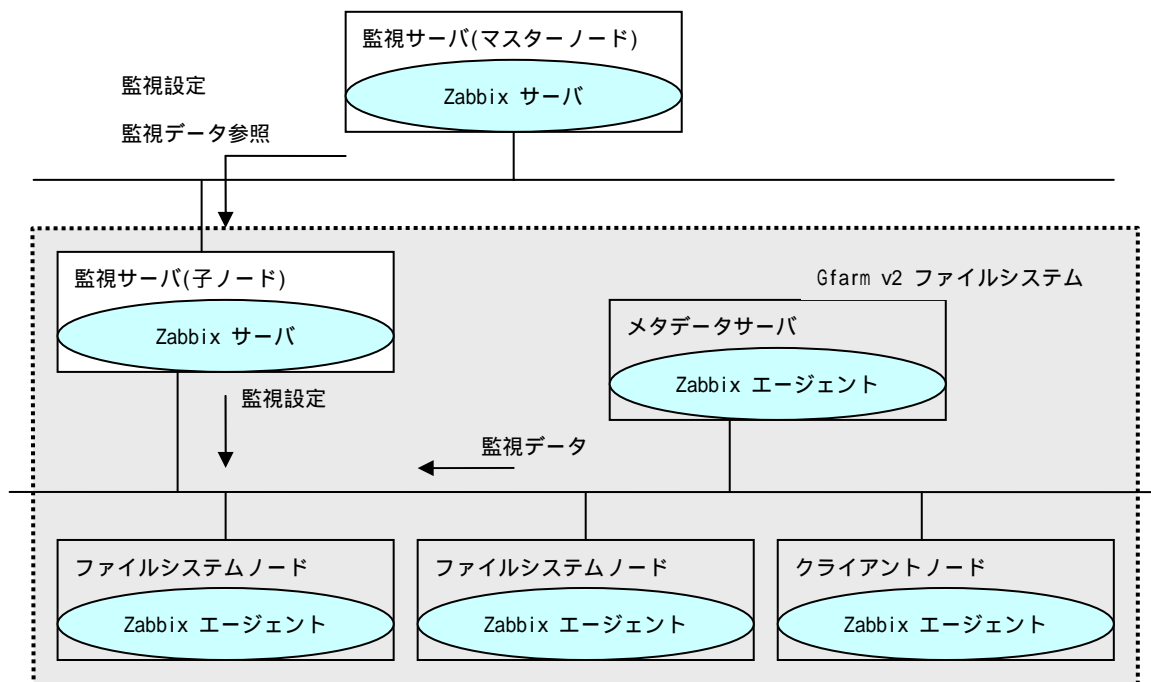 監視サーバ(マスターノード)
Zabbix サーバ
監視設定
監視データ参照
監視サーバ(子ノード)
Zabbix サーバ
Gfarm v2 ファイルシステム
メタデータサーバ
Zabbix エージェント
監視設定
監視データ
ファイルシステムノード
Zabbix エージェント
ファイルシステムノード
Zabbix エージェント
クライアントノード
Zabbix エージェント